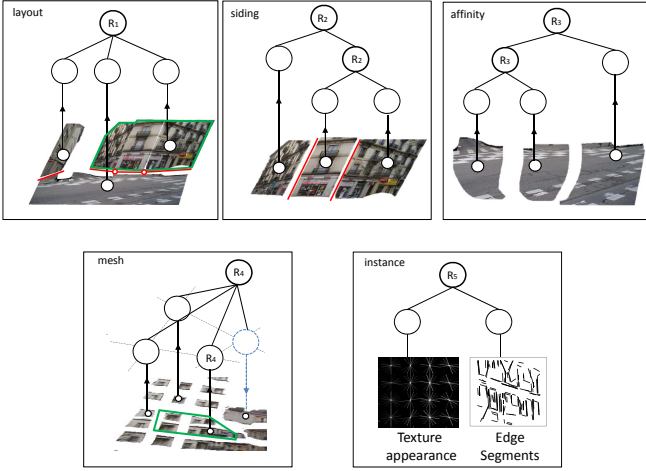 layout
R1
siding
R2
R2
affinity
R3
R3
mesh
R4
R4
instance
R5
Texture
appearance
Edge
Segments